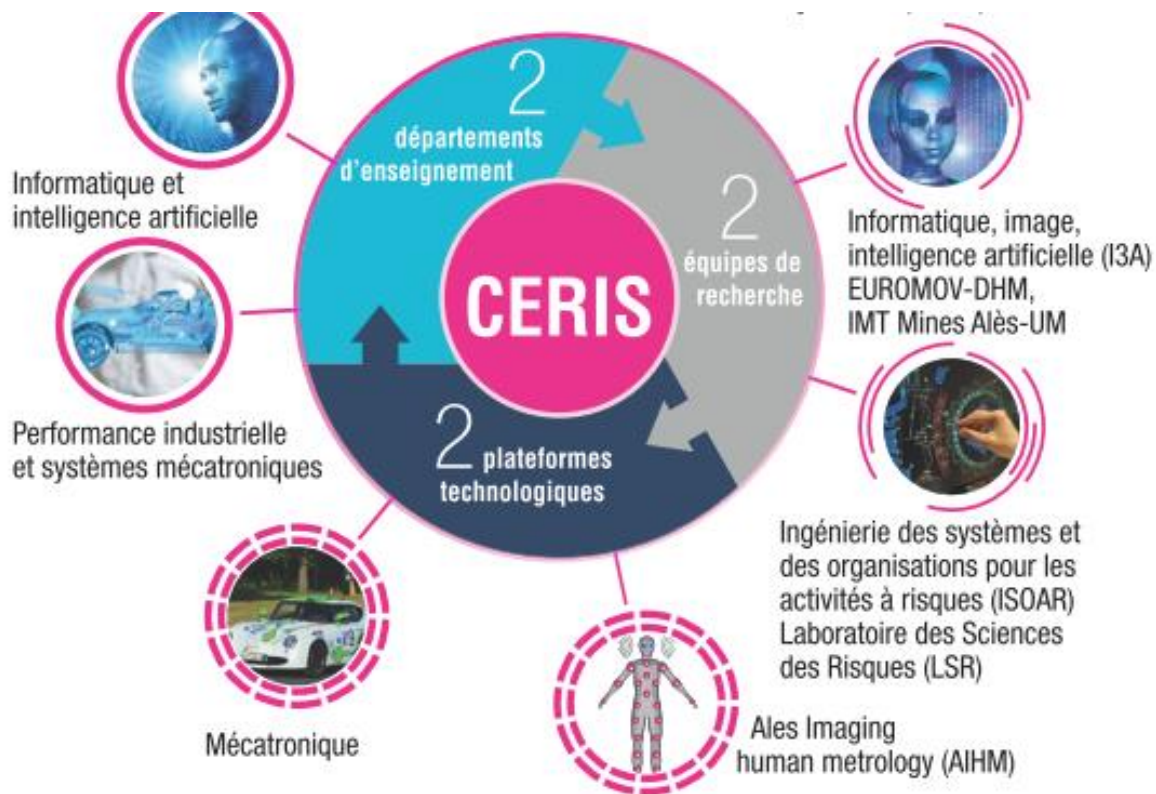 2
départements
d'enseignement
2
équipes de
recherche
CERIS
2 plateformes
technologiques
Informatique et
intelligence artificielle
Performance industrielle
et systèmes mécatroniques
Mécatronique
Informatique, image,
intelligence artificielle (I3A)
EUROMOV-DHM,
IMT Mines Alès-UM
Ingénierie des systèmes et
des organisations pour les
activités à risques (ISOAR)
Laboratoire des Sciences
des Risques (LSR)
Ales Imaging
human metrology (AIHM)